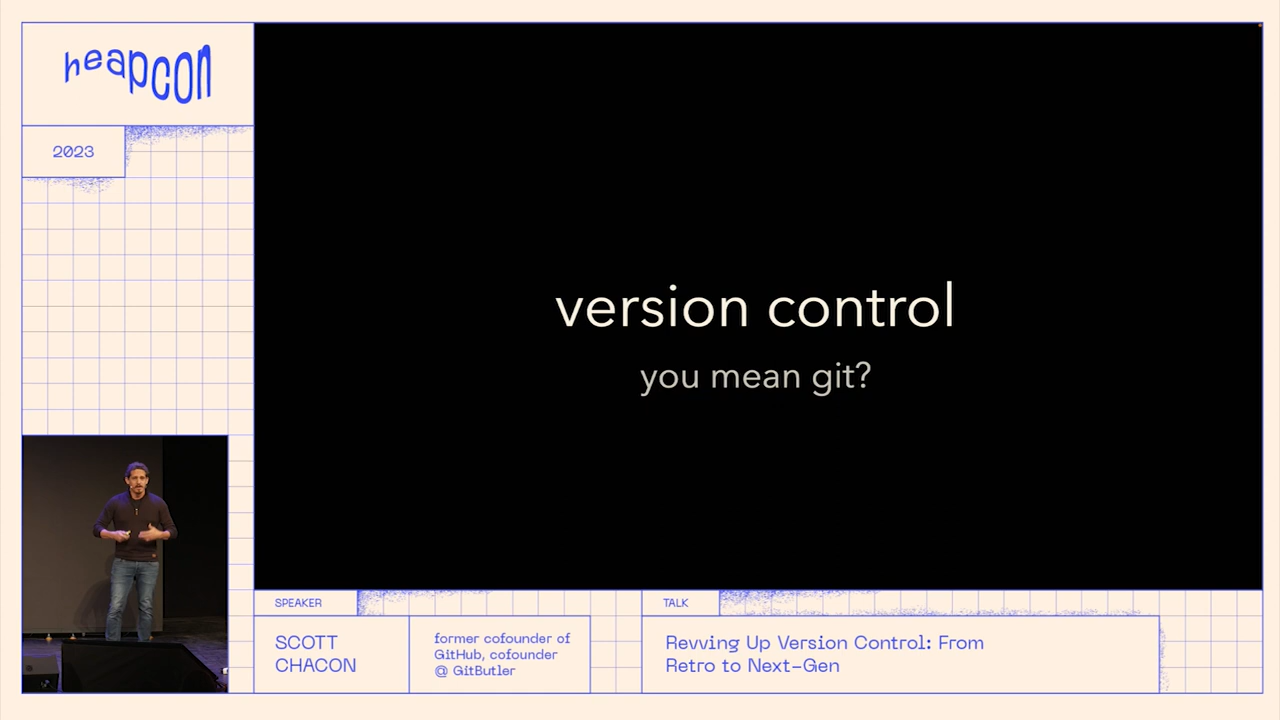 heapcon
2023
version control
you mean git?
SPEAKER
SCOTT
CHACON
former cofounder of
GitHub, cofounder
@ GitButler
TALK
Revving Up Version Control: From
Retro to Next-Gen